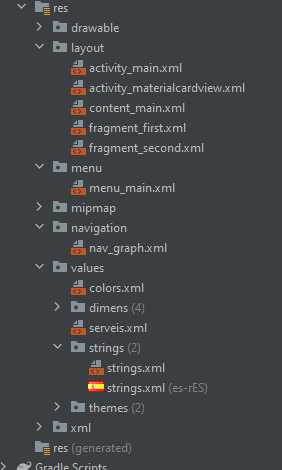 res
drawable
layout
activity_main.xml
activity_materialcardview.xml
content_main.xml
fragment_first.xml
fragment_second.xml
menu
menu_main.xml
mipmap
navigation
nav_graph.xml
values
colors.xml
dimens (4)
serveis.xml
strings (2)
strings.xml
strings.xml (es-rES)
themes (2)
xml
res (generated)
Gradle Scripts